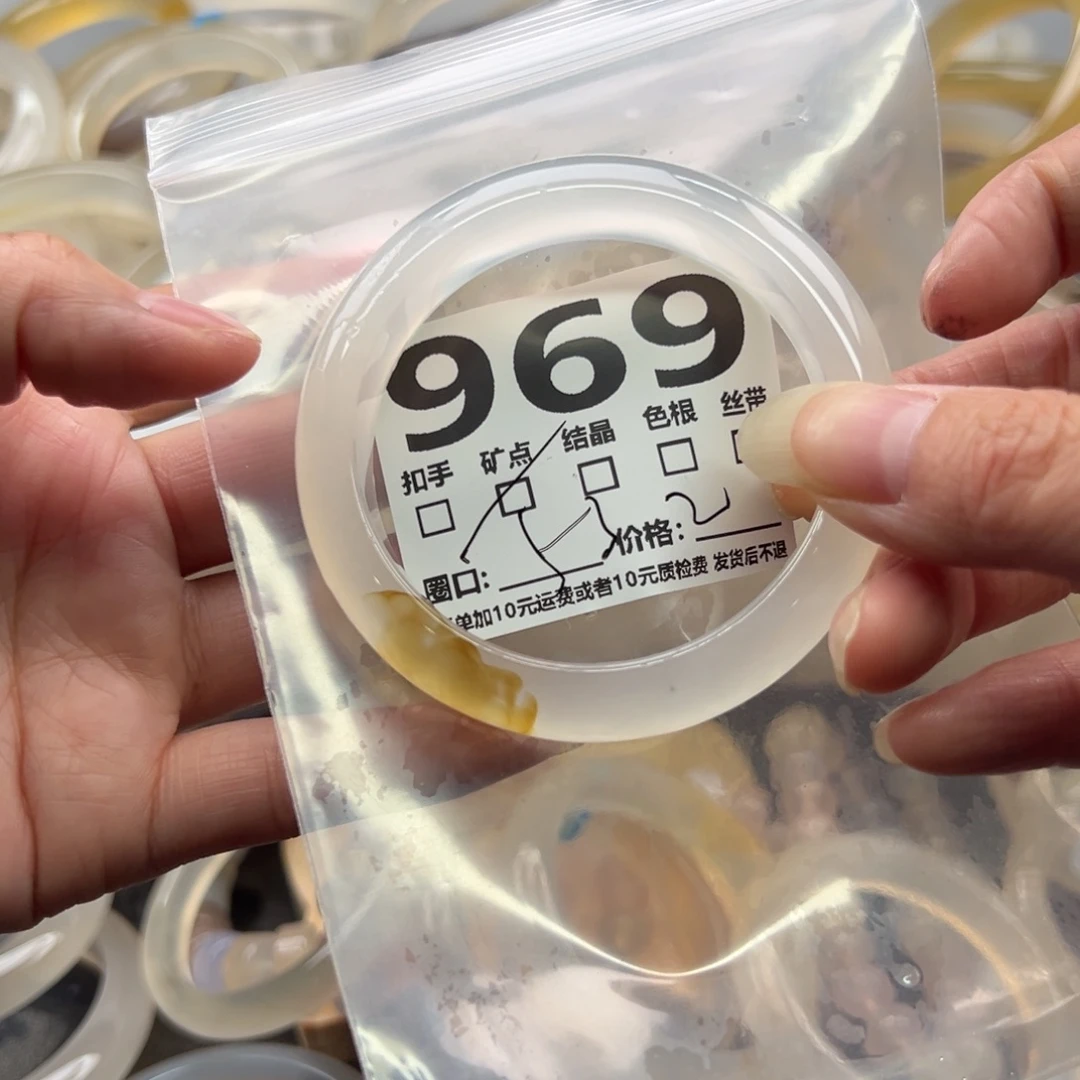 969
扣手 矿点 结晶 色根 丝带
圈口: 价格:
单加10元运费或者10元质检费 发货后不退